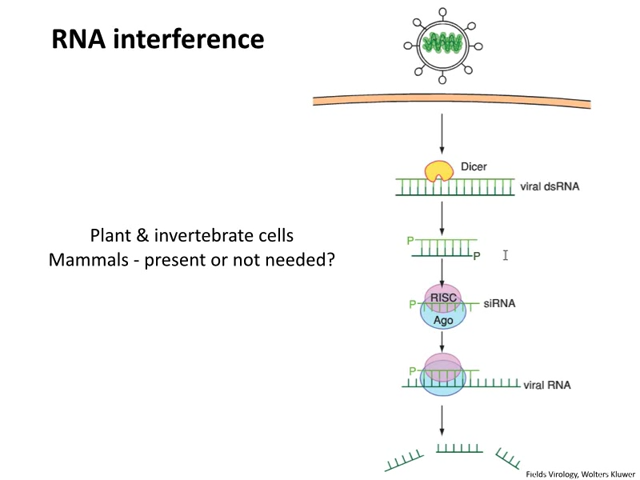 RNA interference
Dicer
viral dsRNA
Plant & invertebrate cells
Mammals - present or not needed?
P
P
RISC
P
siRNA
Ago
P
viral RNA
Fields Virology, Wolters Kluwer